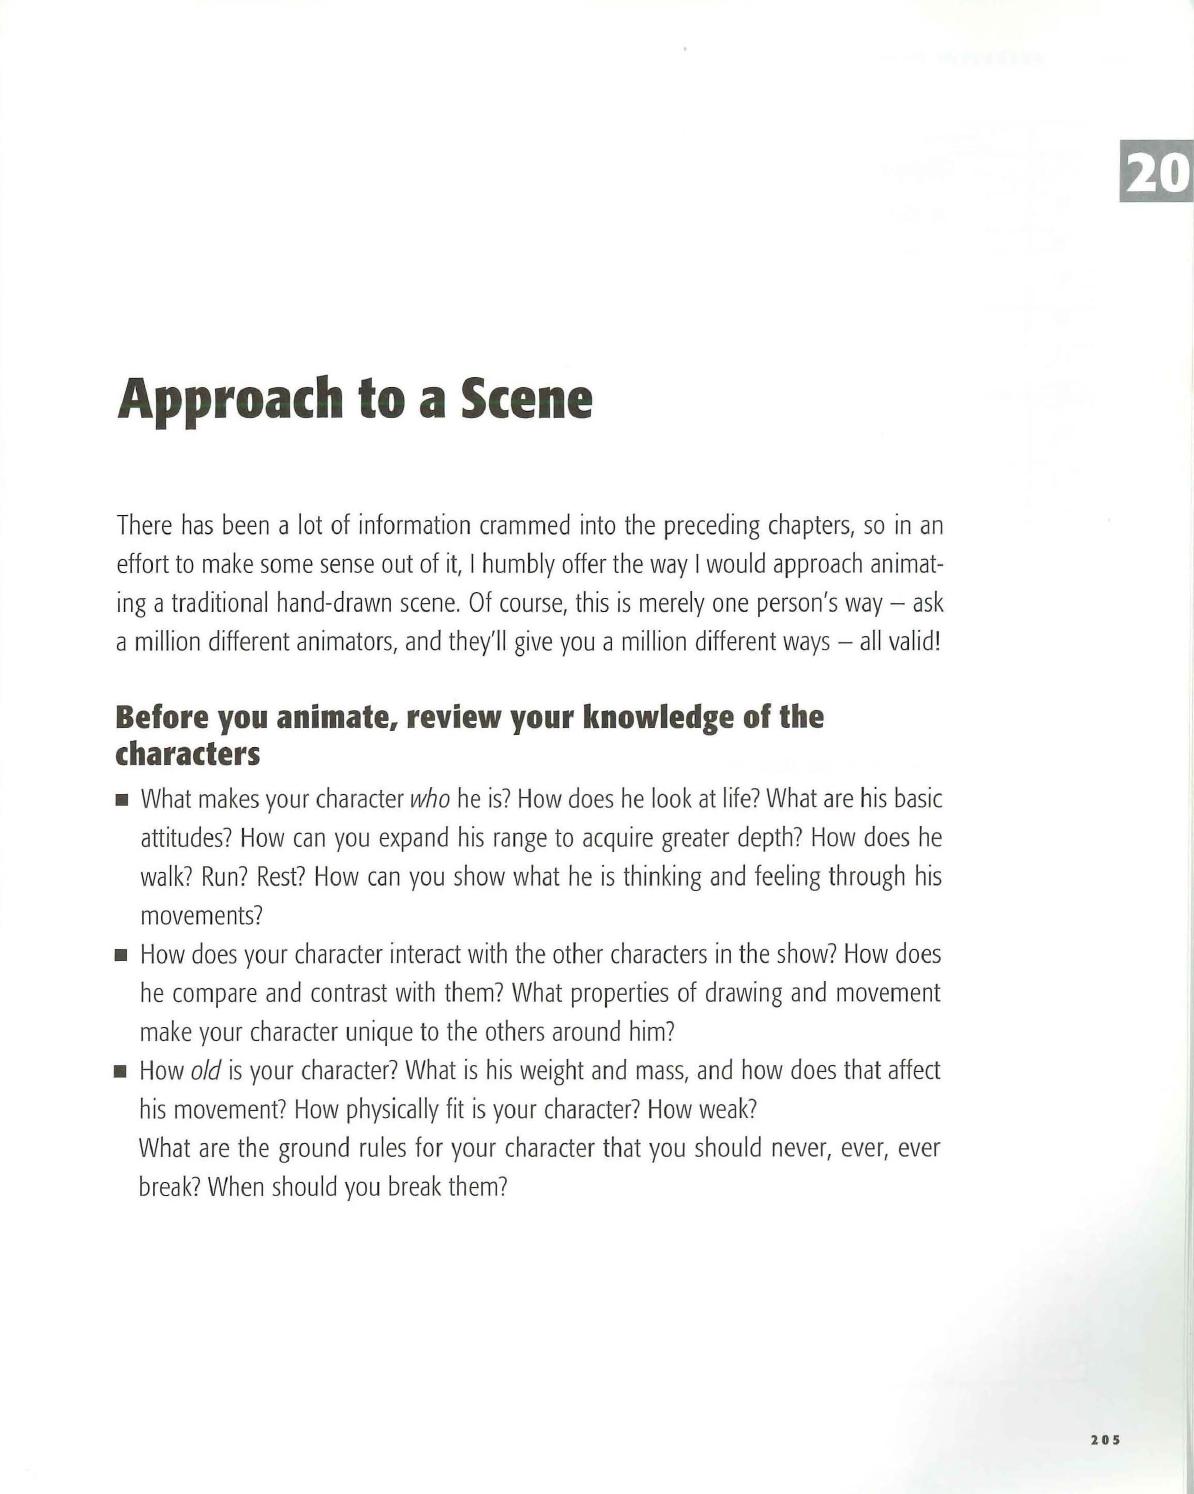 20
Approach to a Scene
There has been a lot of information crammed into the preceding chapters, so in an
effort to make some sense out of it, I humbly offer the way I would approach animat-
ing a traditional hand-drawn scene. Of course, this is merely one person's way – ask
a million different animators, and they'll give you a million different ways – all valid!
Before you animate, review your knowledge of the
characters
■ What makes your character who he is? How does he look at life? What are his basic
attitudes? How can you expand his range to acquire greater depth? How does he
walk? Run? Rest? How can you show what he is thinking and feeling through his
movements?
■ How does your character interact with the other characters in the show? How does
he compare and contrast with them? What properties of drawing and movement
make your character unique to the others around him?
■ How old is your character? What is his weight and mass, and how does that affect
his movement? How physically fit is your character? How weak?
What are the ground rules for your character that you should never, ever, ever
break? When should you break them?
205